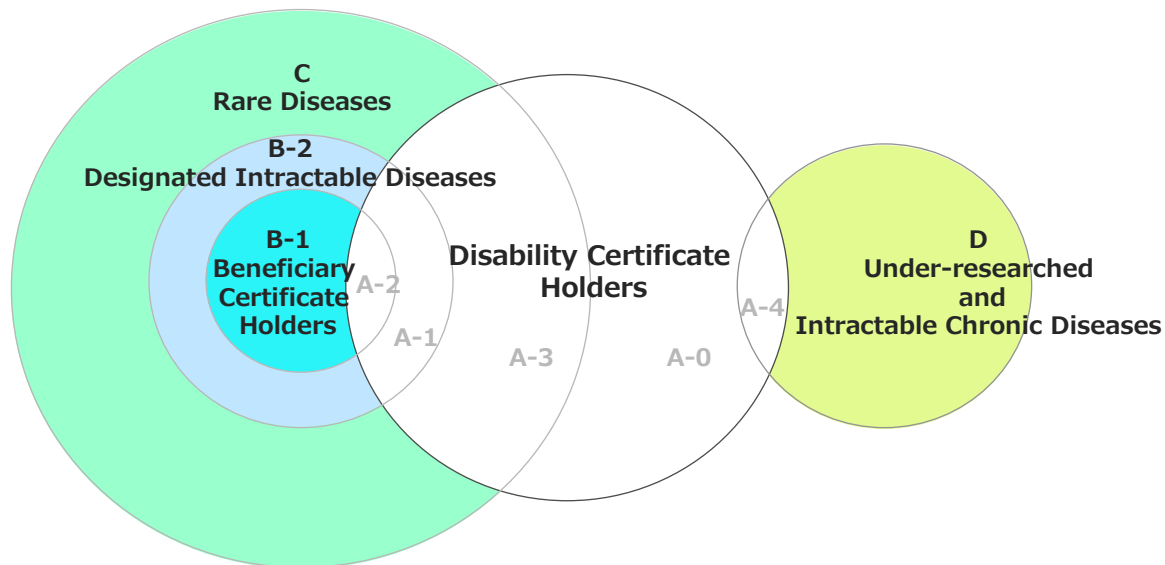 C
Rare Diseases
B-2
Designated Intractable Diseases
B-1
Beneficiary
Certificate
Holders
A-2
A-1
Disability Certificate
Holders
A-3
A-0
A-4
D
Under-researched
and
Intractable Chronic Diseases